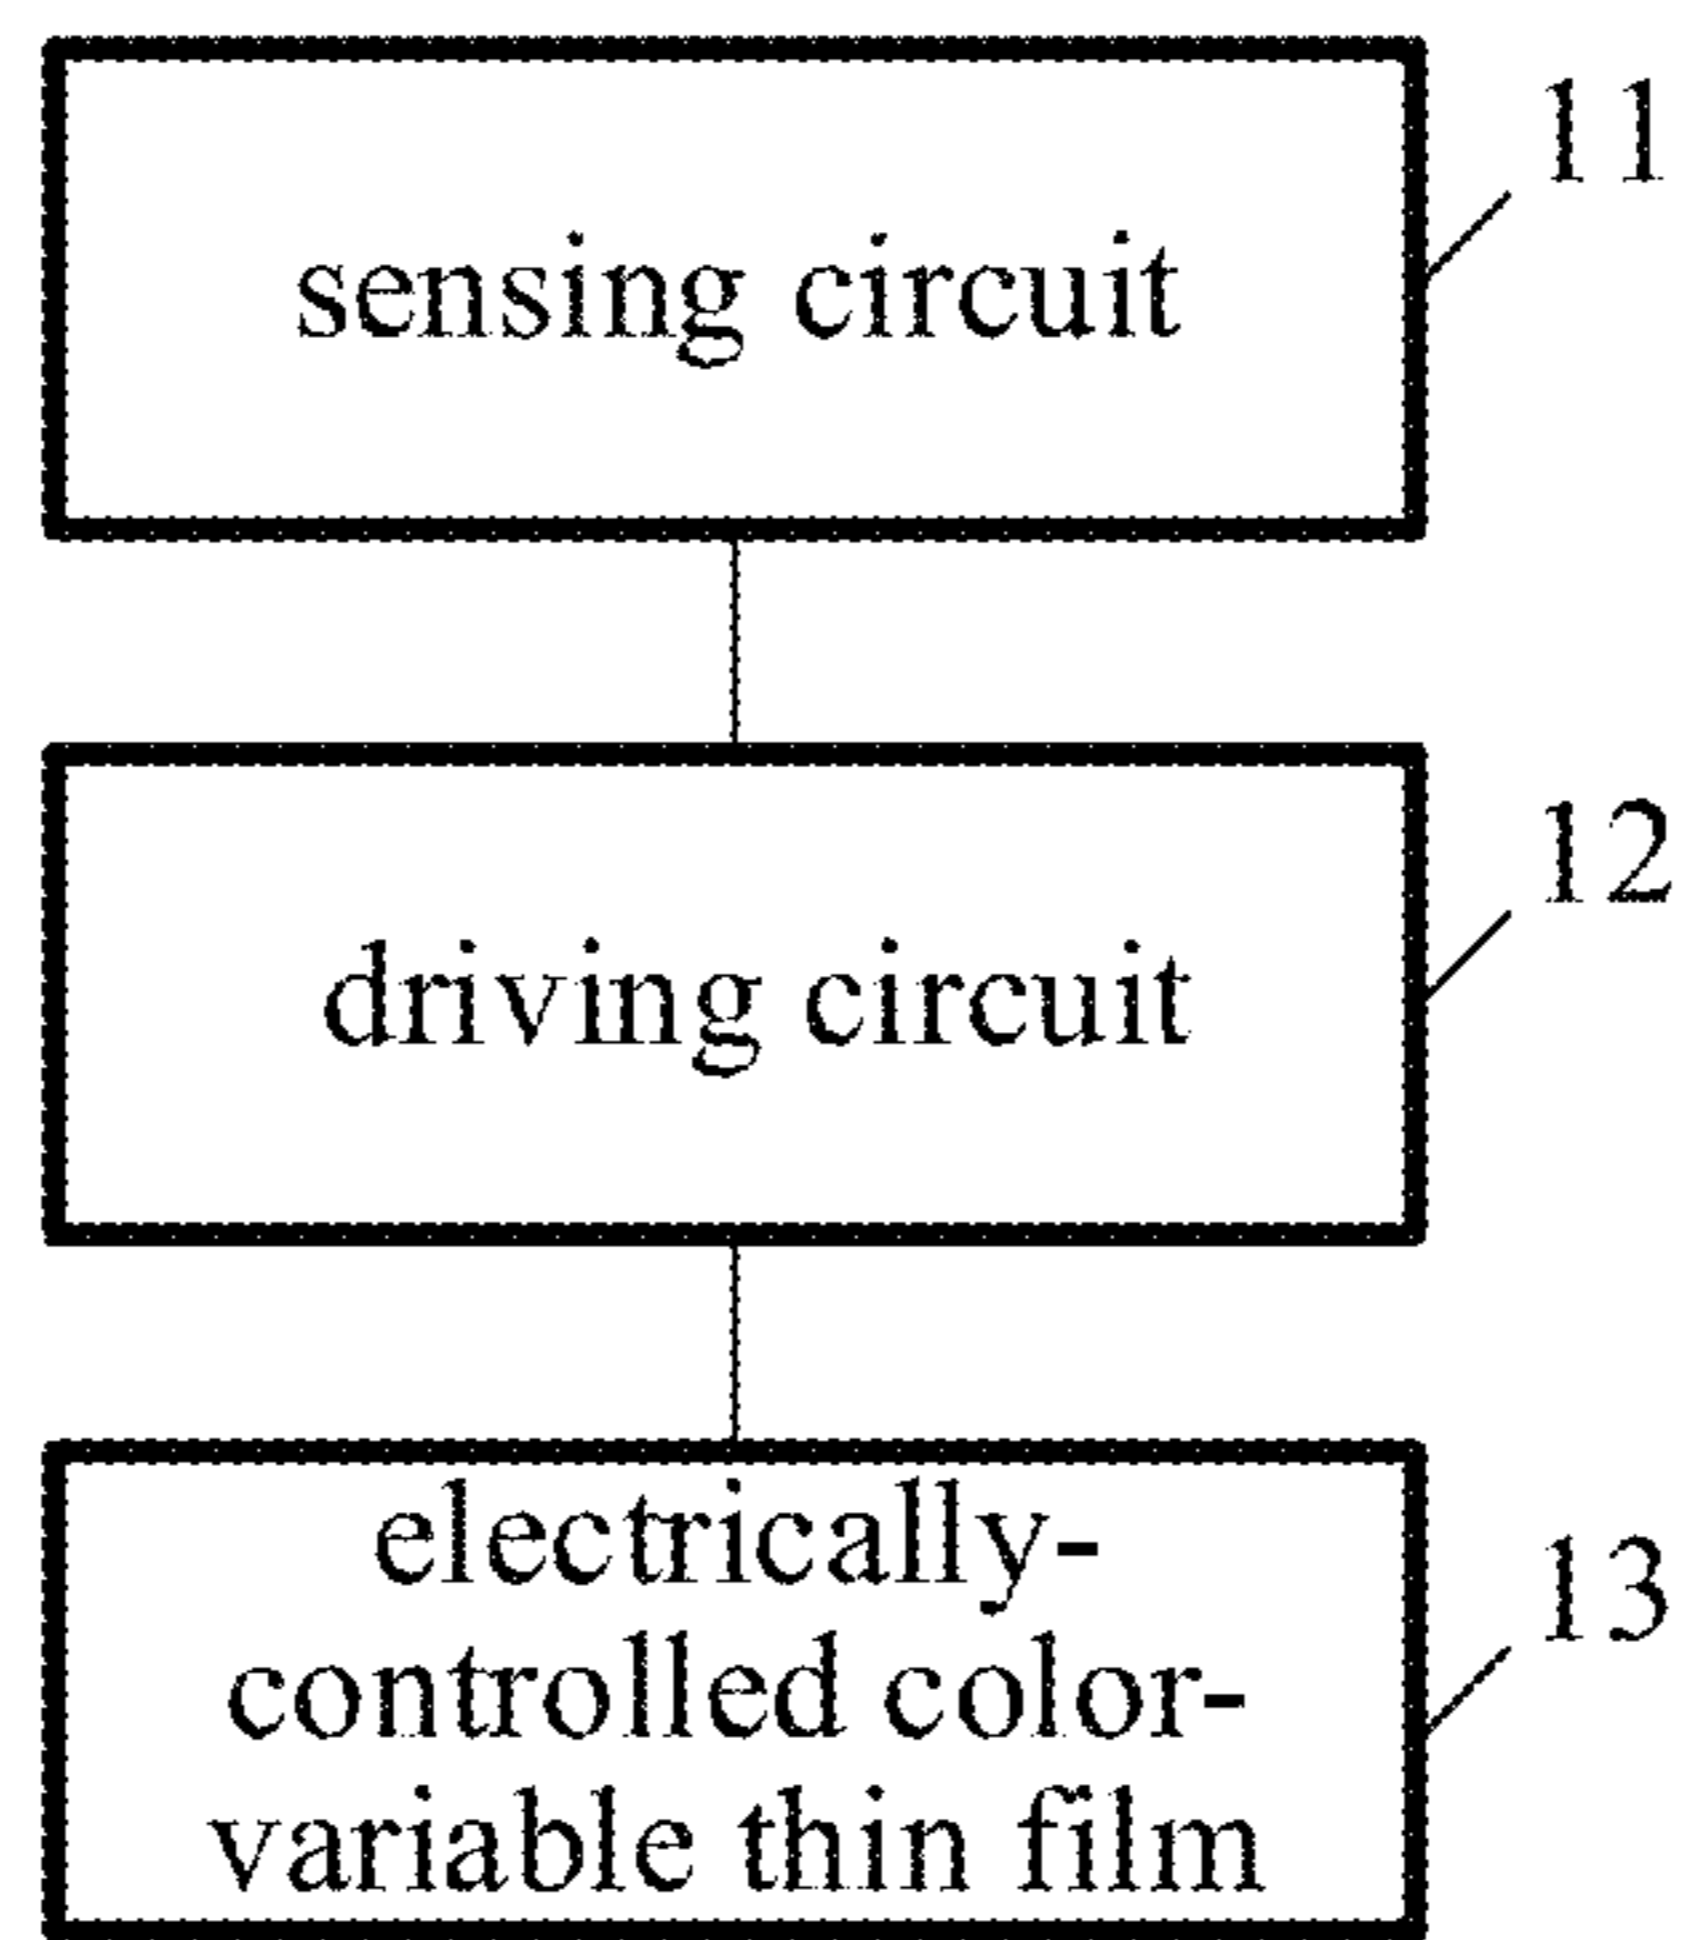 11
sensing circuit
12
driving circuit
13
electrically-
controlled color-
variable thin film